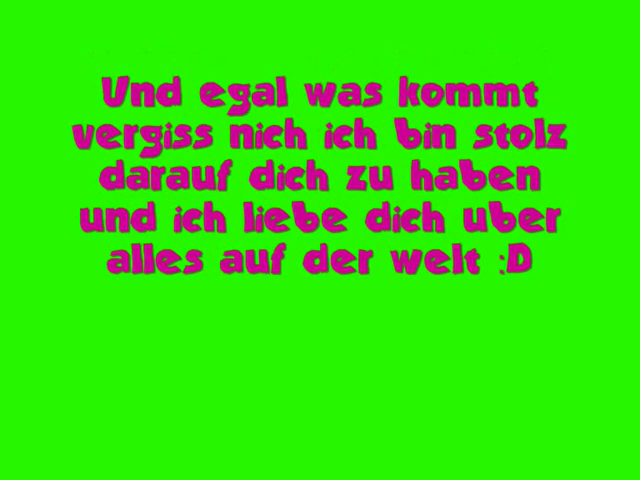 Und egal was kommt
vergiss nich ich bin stolz
darauf dich zu haben
und ich liebe dich uber
alles auf der welt :D